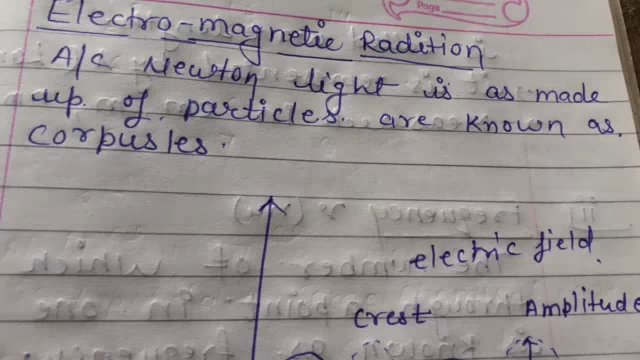 Page
Electro-magnetic Radition
A/C Newton light is as made
up of particles. are known as.
corpusles.
electric field.
crest Amplitude